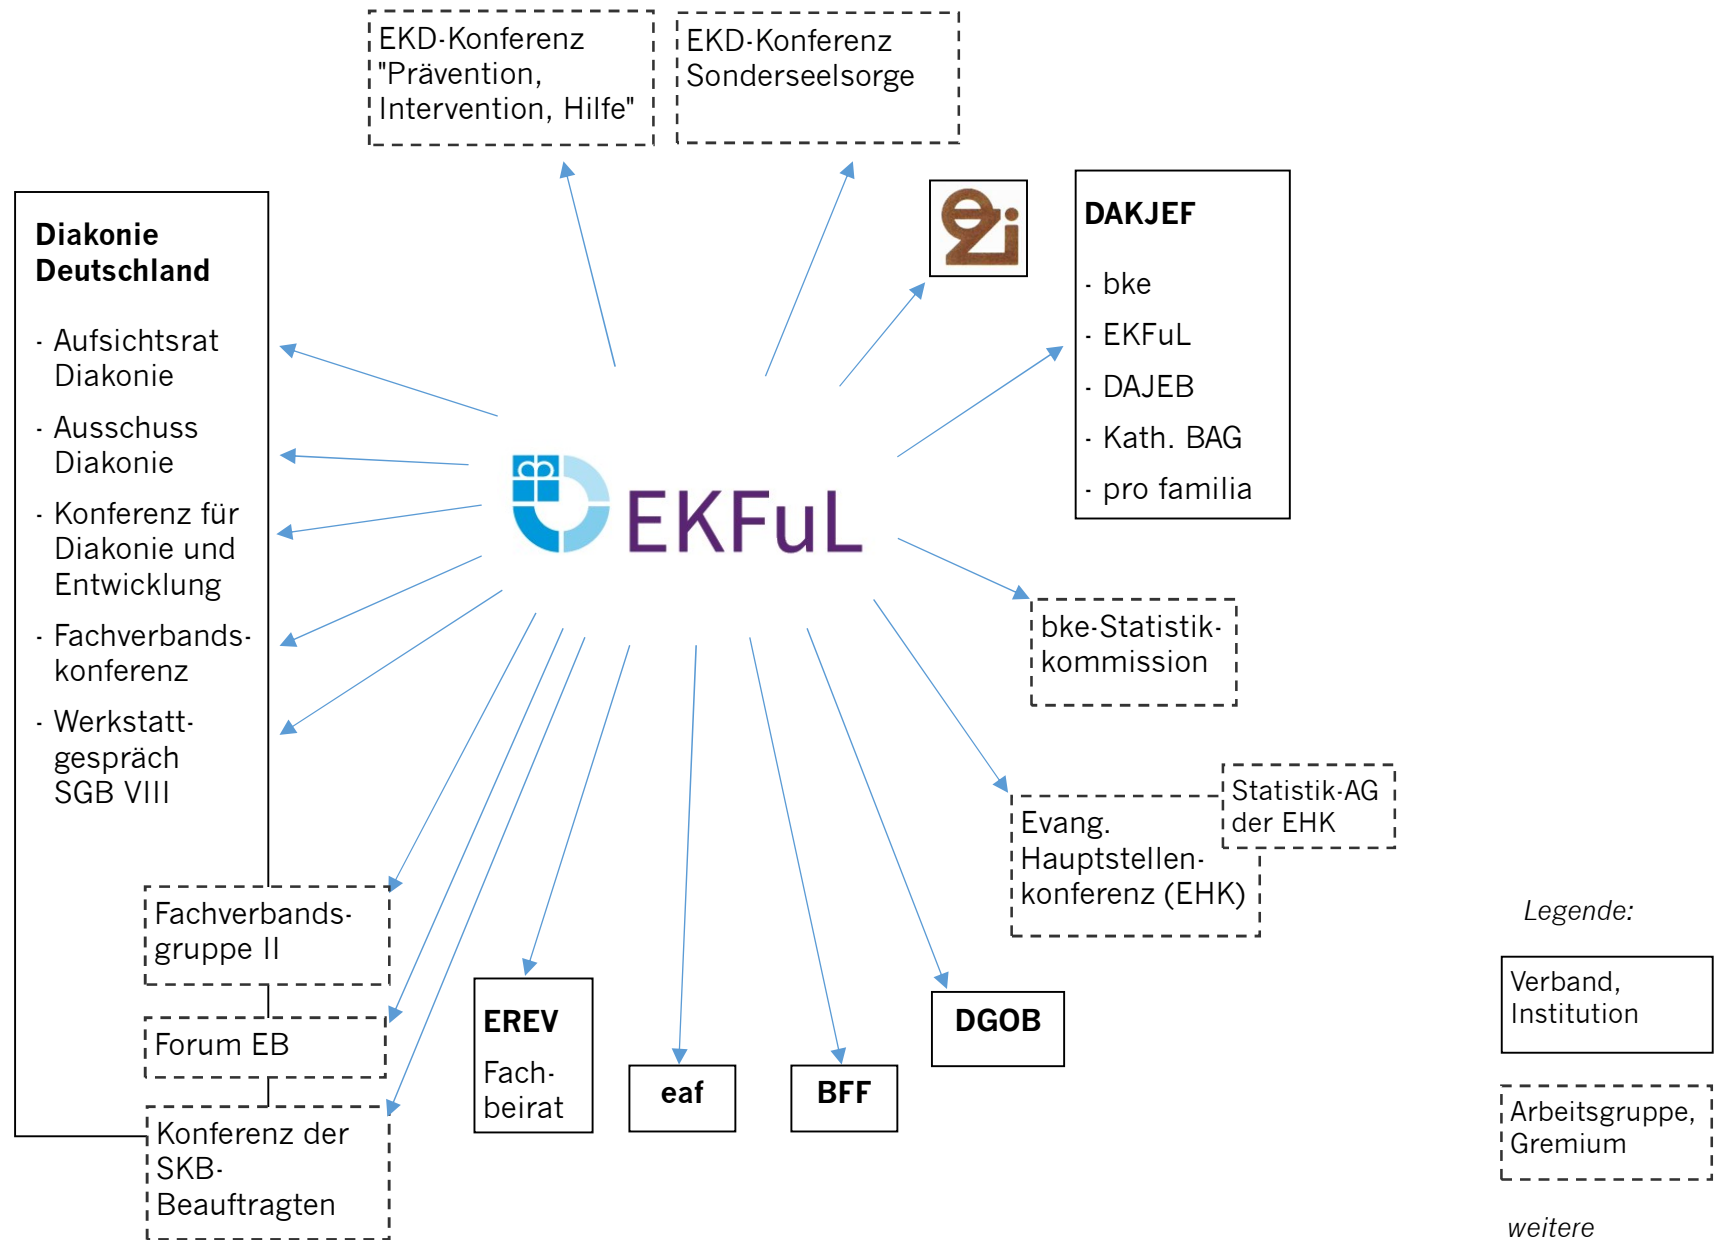 EKD-Konferenz
"Prävention,
Intervention, Hilfe"
EKD-Konferenz
Sonderseelsorge
ezi
Diakonie
Deutschland
- Aufsichtsrat
Diakonie
- Ausschuss
Diakonie
- Konferenz für
Diakonie und
Entwicklung
- Fachverbands-
konferenz
- Werkstatt-
gespräch
SGB VIII
DAKJEF
- bke
- EKFuL
- DAJEB
- Kath. BAG
- pro familia
EKFuL
bke-Statistik-
kommission
Statistik-AG
der EHK
Evang.
Hauptstellen-
konferenz (EHK)
Fachverbands-
gruppe II
Forum EB
Konferenz der
SKB-
Beauftragten
EREV
Fach-
beirat
eaf
BFF
DGOB
Legende:
Verband,
Institution
Arbeitsgruppe,
Gremium
weitere